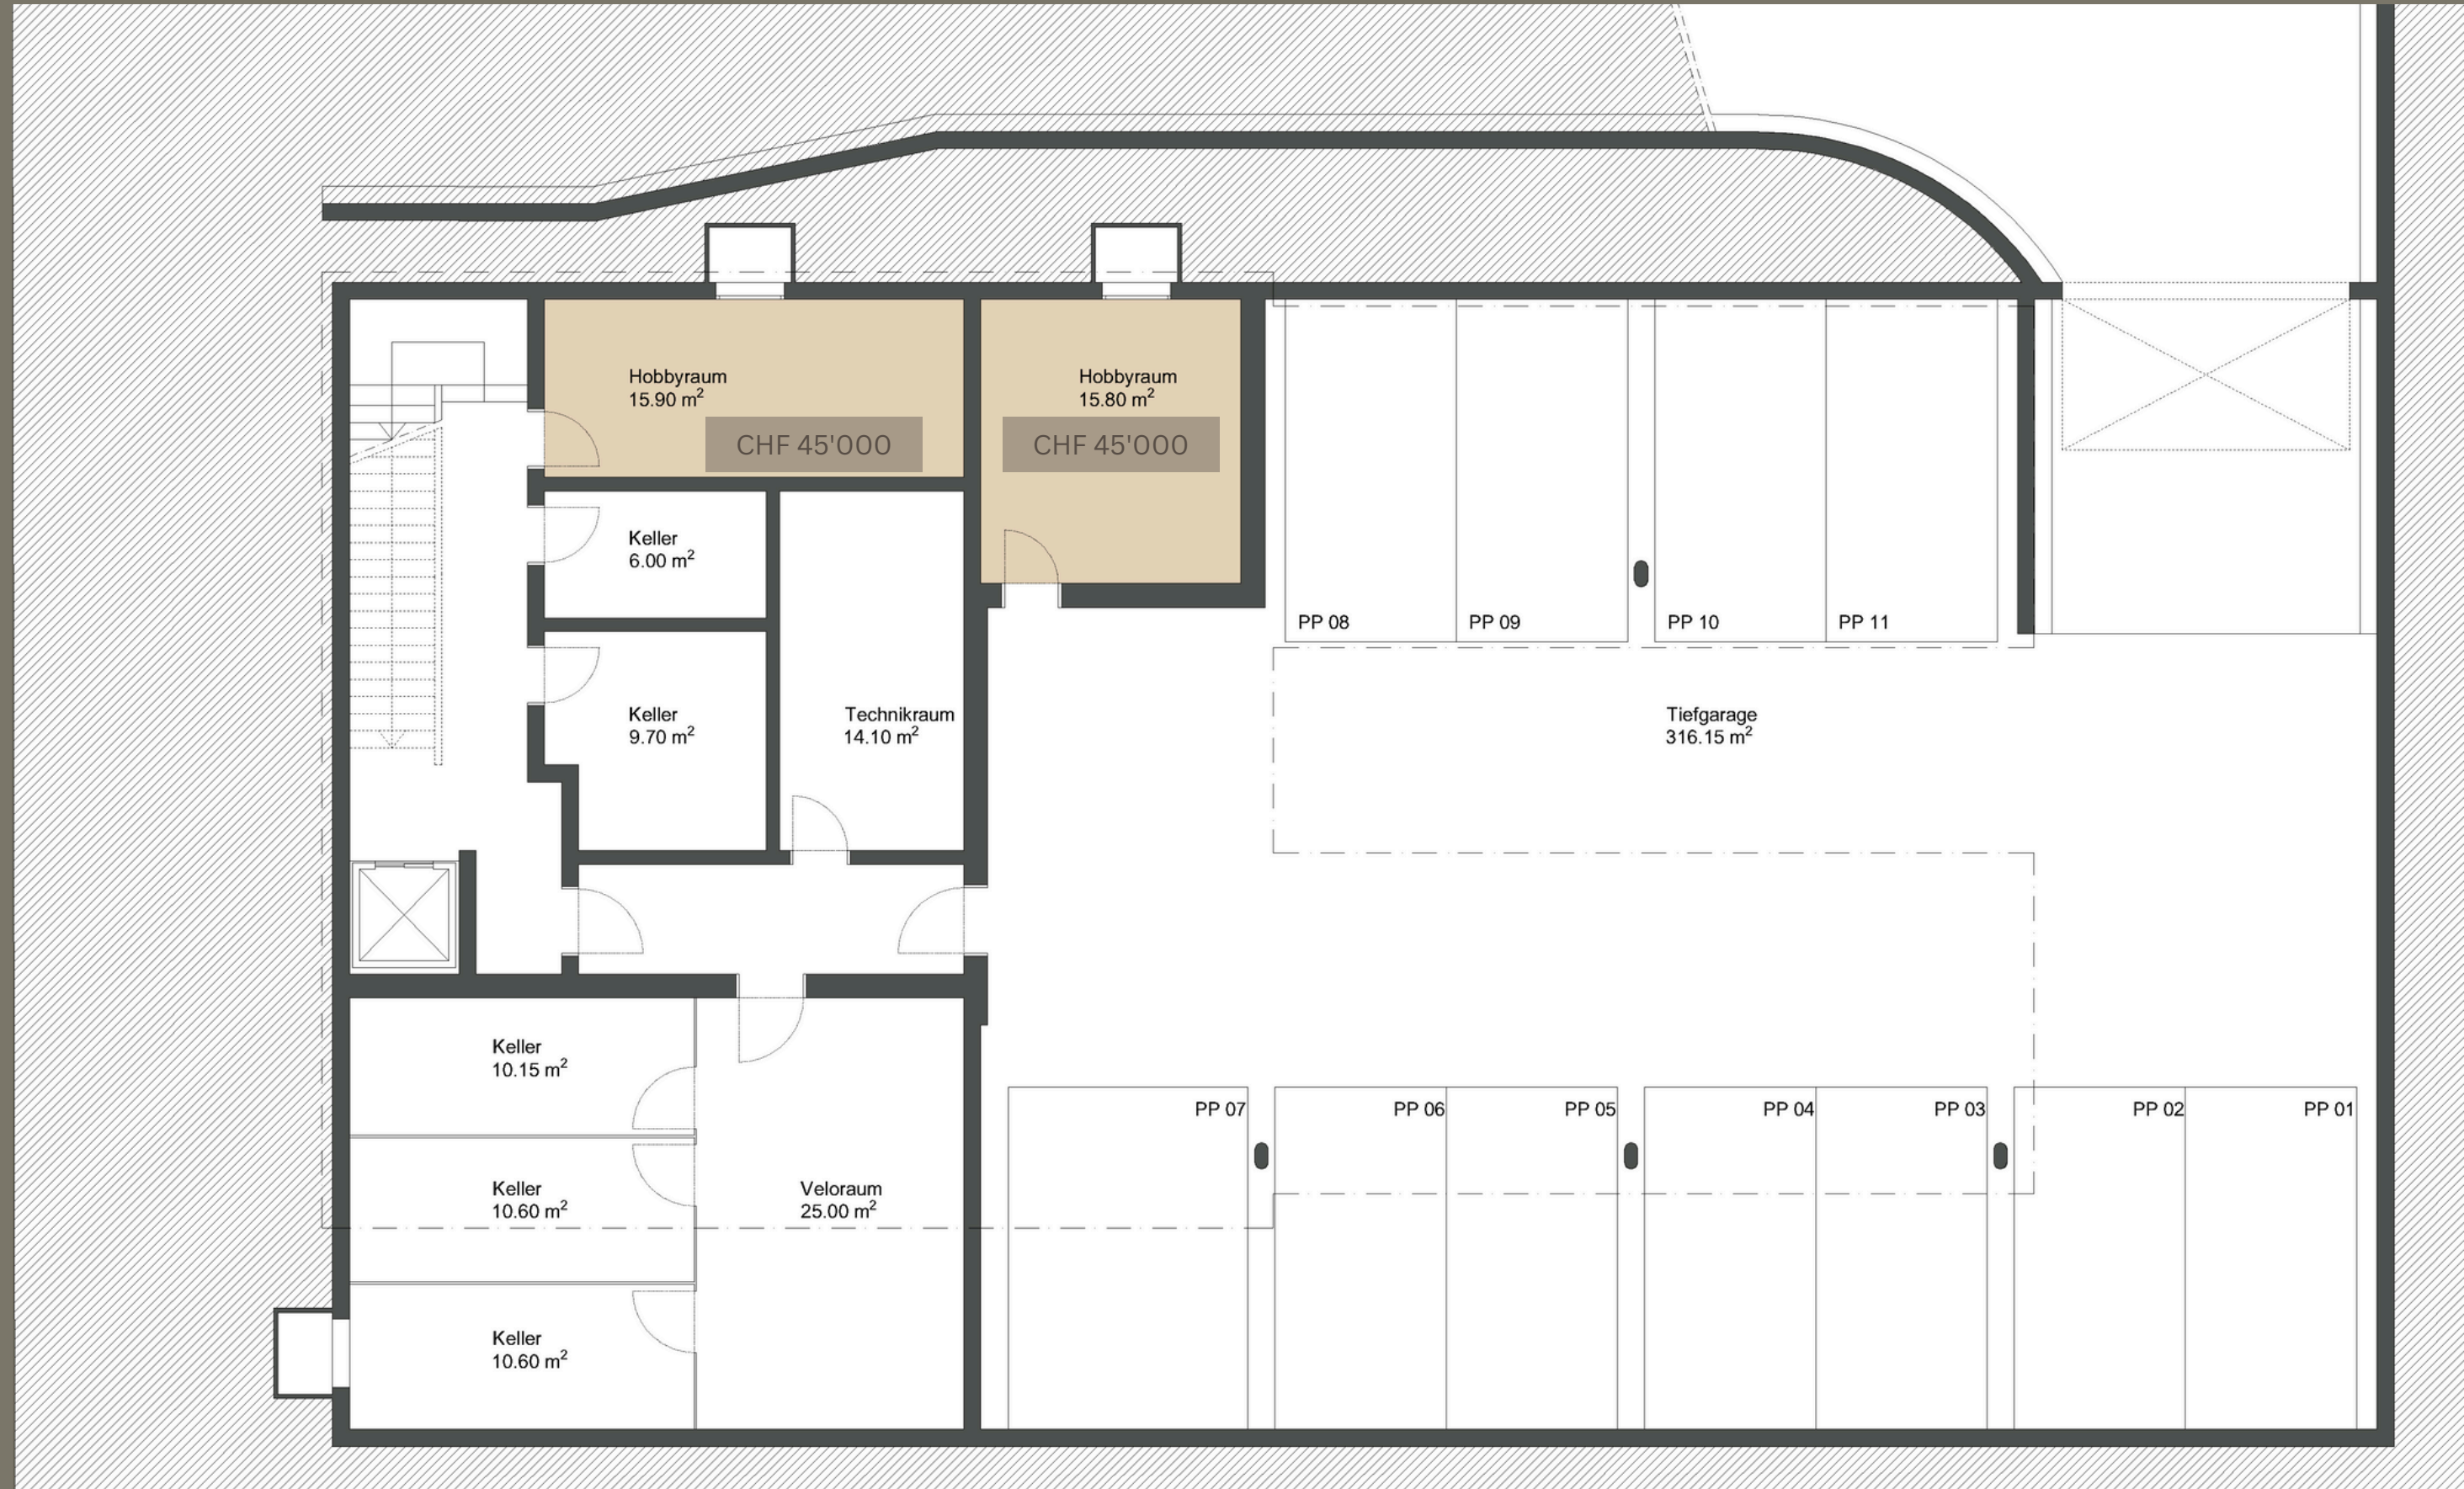 Hobbyraum
15.90 m²
CHF 45'000
Hobbyraum
15.80 m²
CHF 45'000
Keller
6.00 m²
PP 08
PP 09
PP 10
PP 11
Keller
9.70 m²
Technikraum
14.10 m²
Tiefgarage
316.15 m²
Keller
10.15 m²
PP 07
PP 06
PP 05
PP 04
PP 03
PP 02
PP 01
Keller
10.60 m²
Veloraum
25.00 m²
Keller
10.60 m²